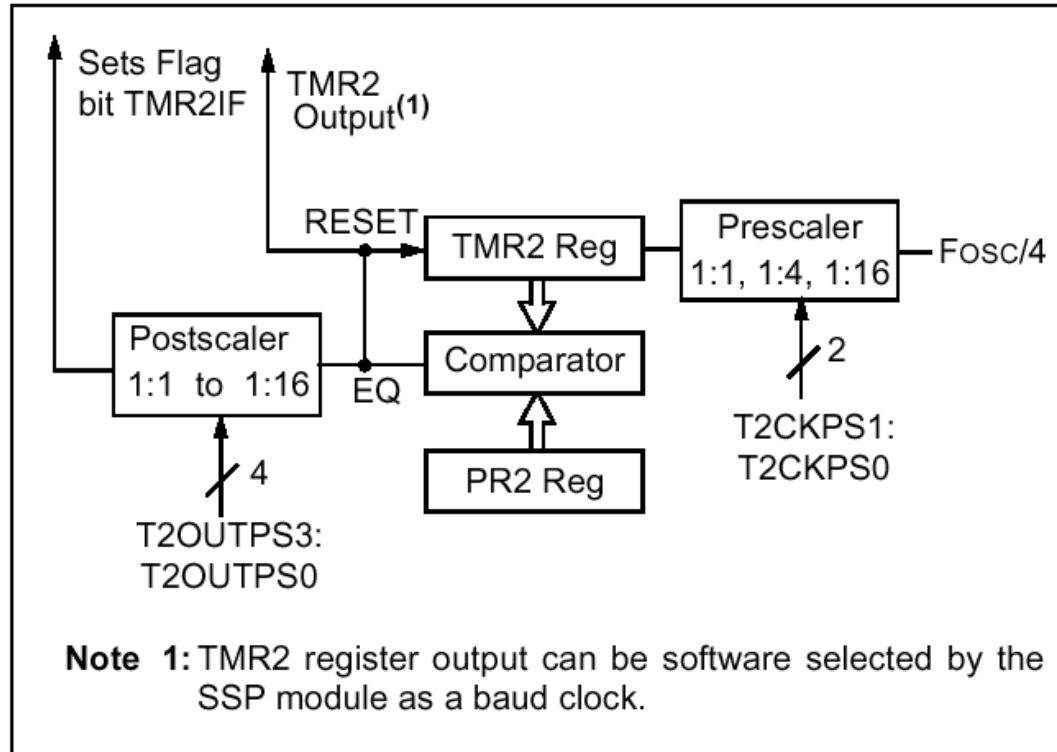 Sets Flag
bit TMR2IF
TMR2
Output(1)
RESET
TMR2 Reg
Prescaler
1:1, 1:4, 1:16
FOSC/4
Postscaler
1:1 to 1:16
EQ
Comparator
2
T2CKPS1:
T2CKPS0
PR2 Reg
4
T2OUTPS3:
T2OUTPS0
Note 1: TMR2 register output can be software selected by the
SSP module as a baud clock.